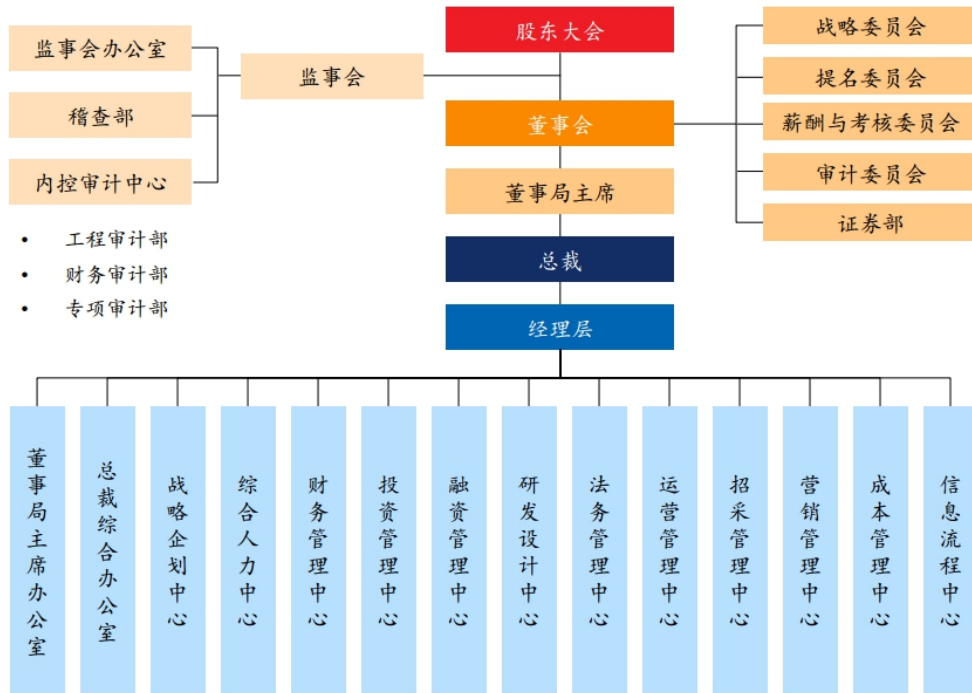 股东大会
监事会办公室
监事会
稽查部
内控审计中心
• 工程审计部
• 财务审计部
• 专项审计部
董事会
董事局主席
总裁
经理层
战略委员会
提名委员会
薪酬与考核委员会
审计委员会
证券部
董事局主席办公室
总裁综合办公室
战略企划中心
综合人力中心
财务管理中心
投资管理中心
融资管理中心
研发设计中心
法务管理中心
运营管理中心
招采管理中心
营销管理中心
成本管理中心
信息流程中心